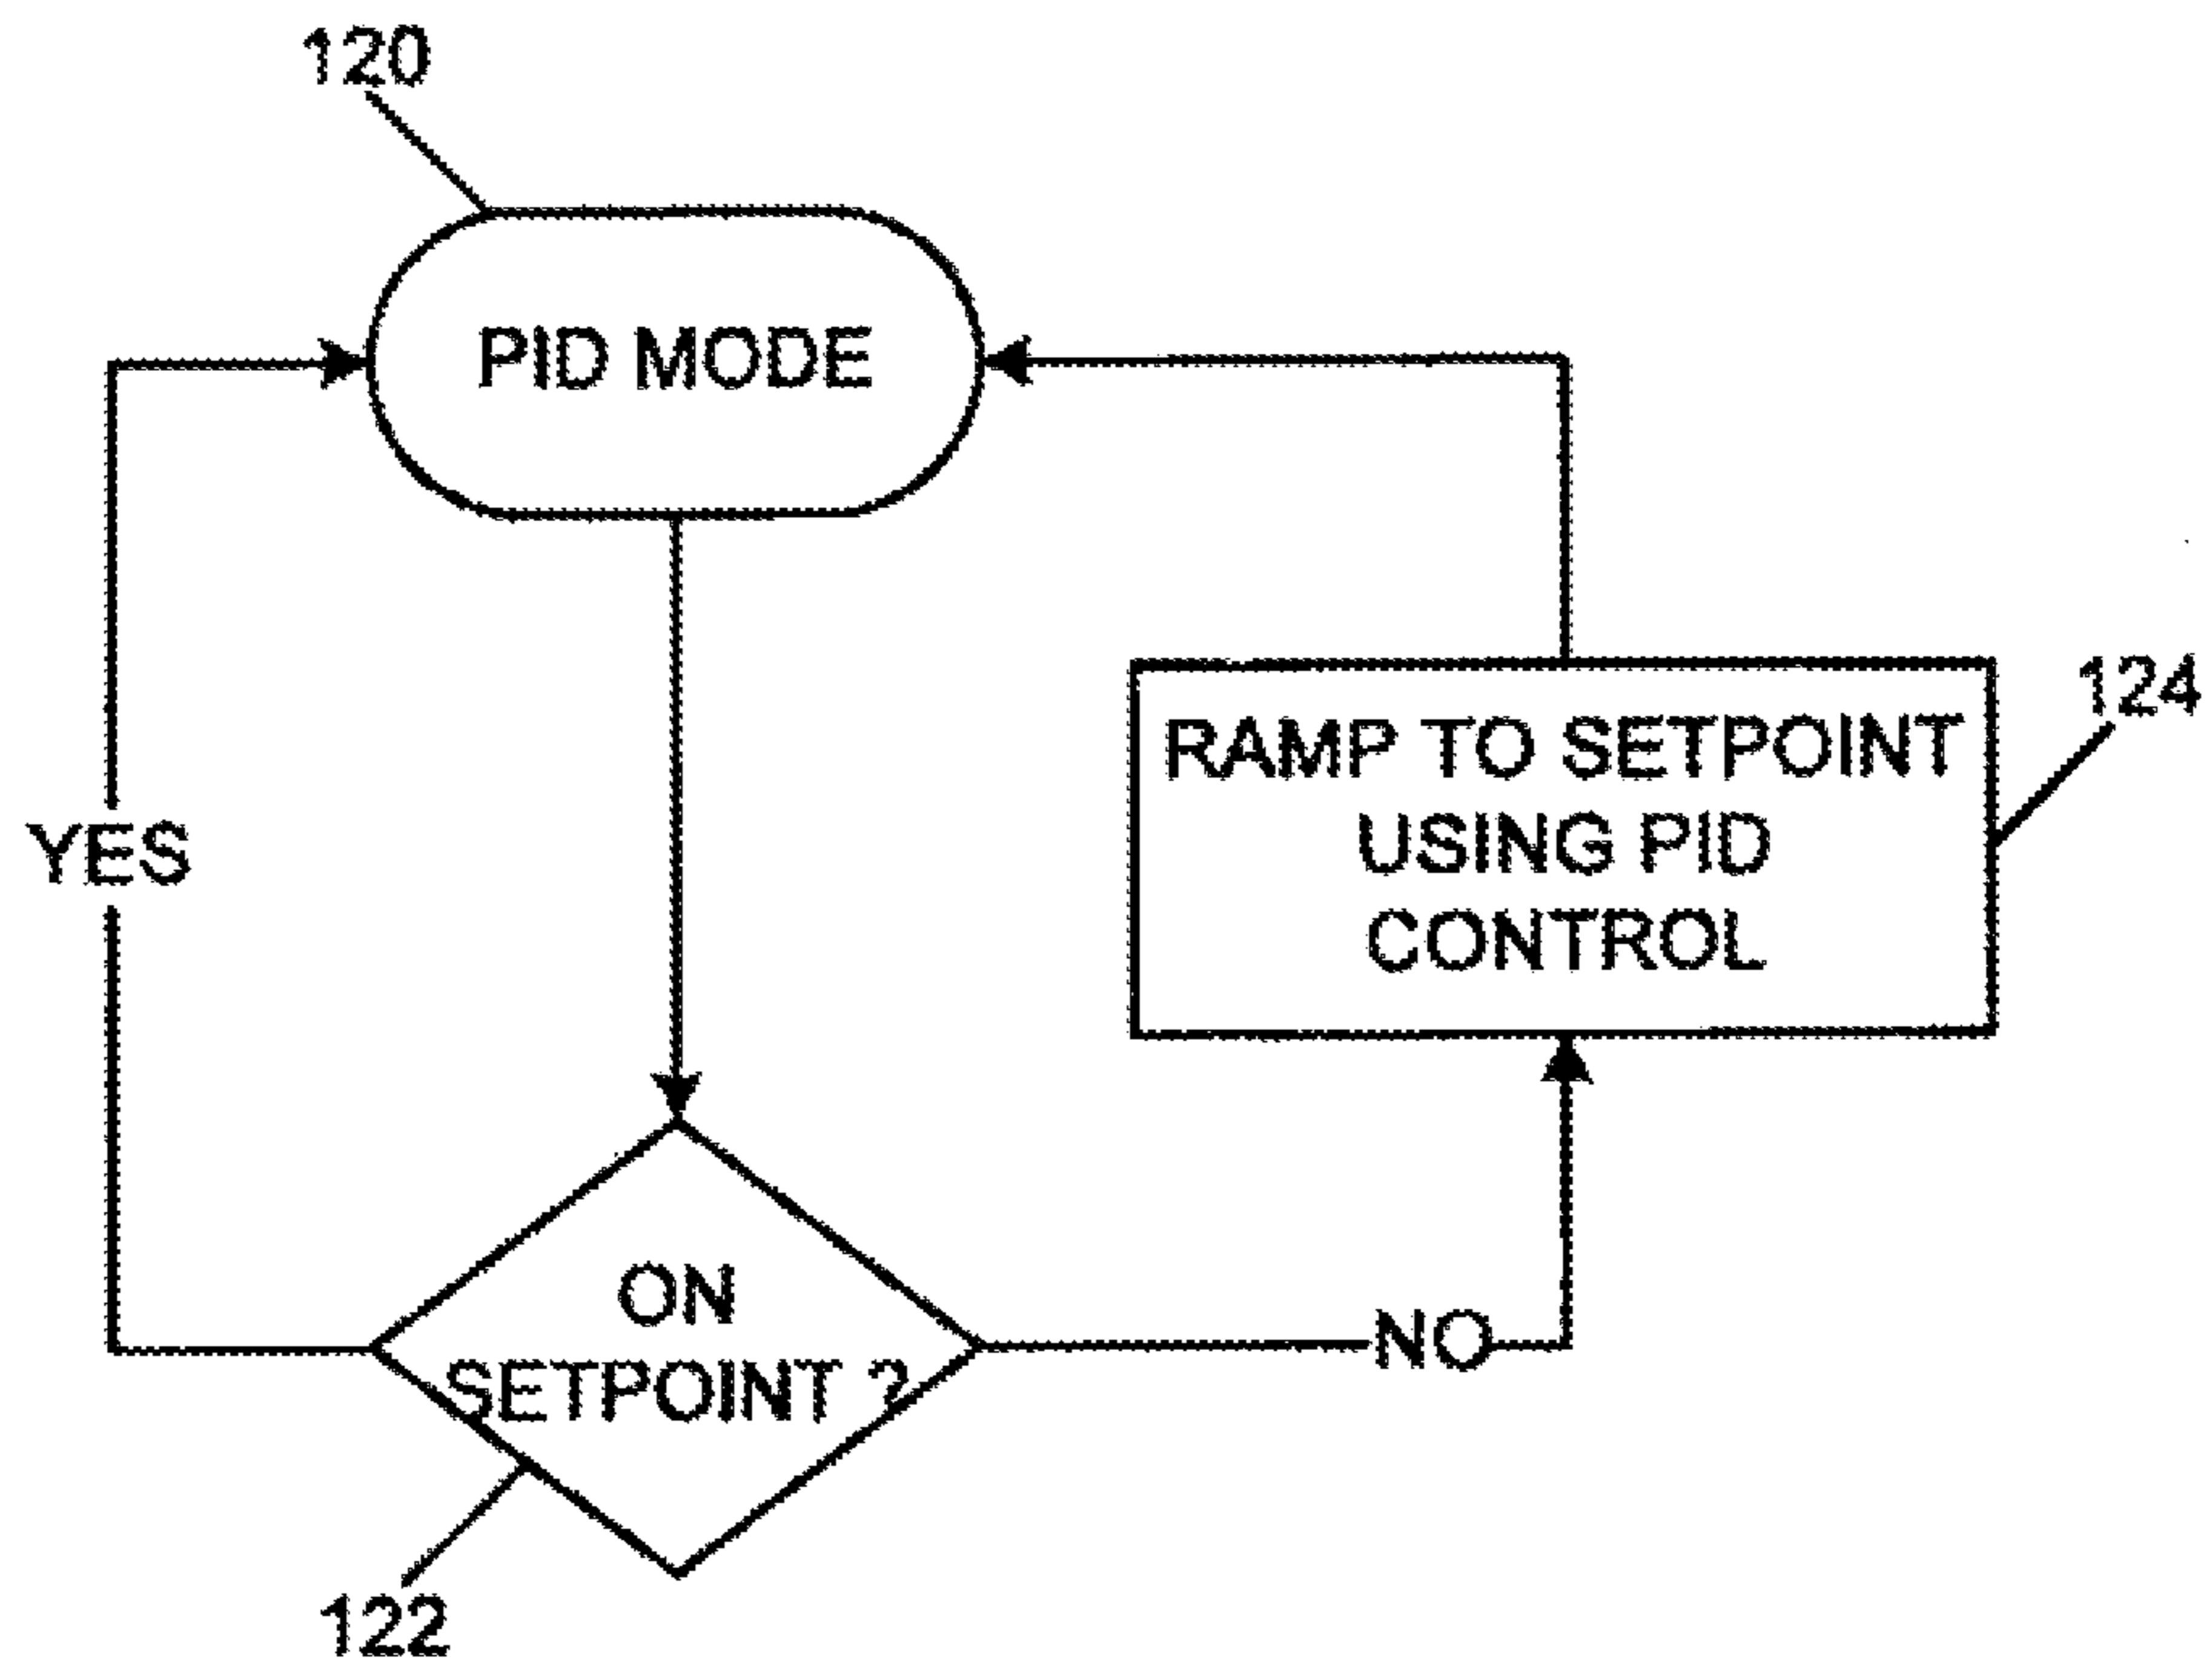 120
PID MODE
RAMP TO SETPOINT
USING PID
CONTROL
124
YES
ON
SETPOINT ?
NO
122